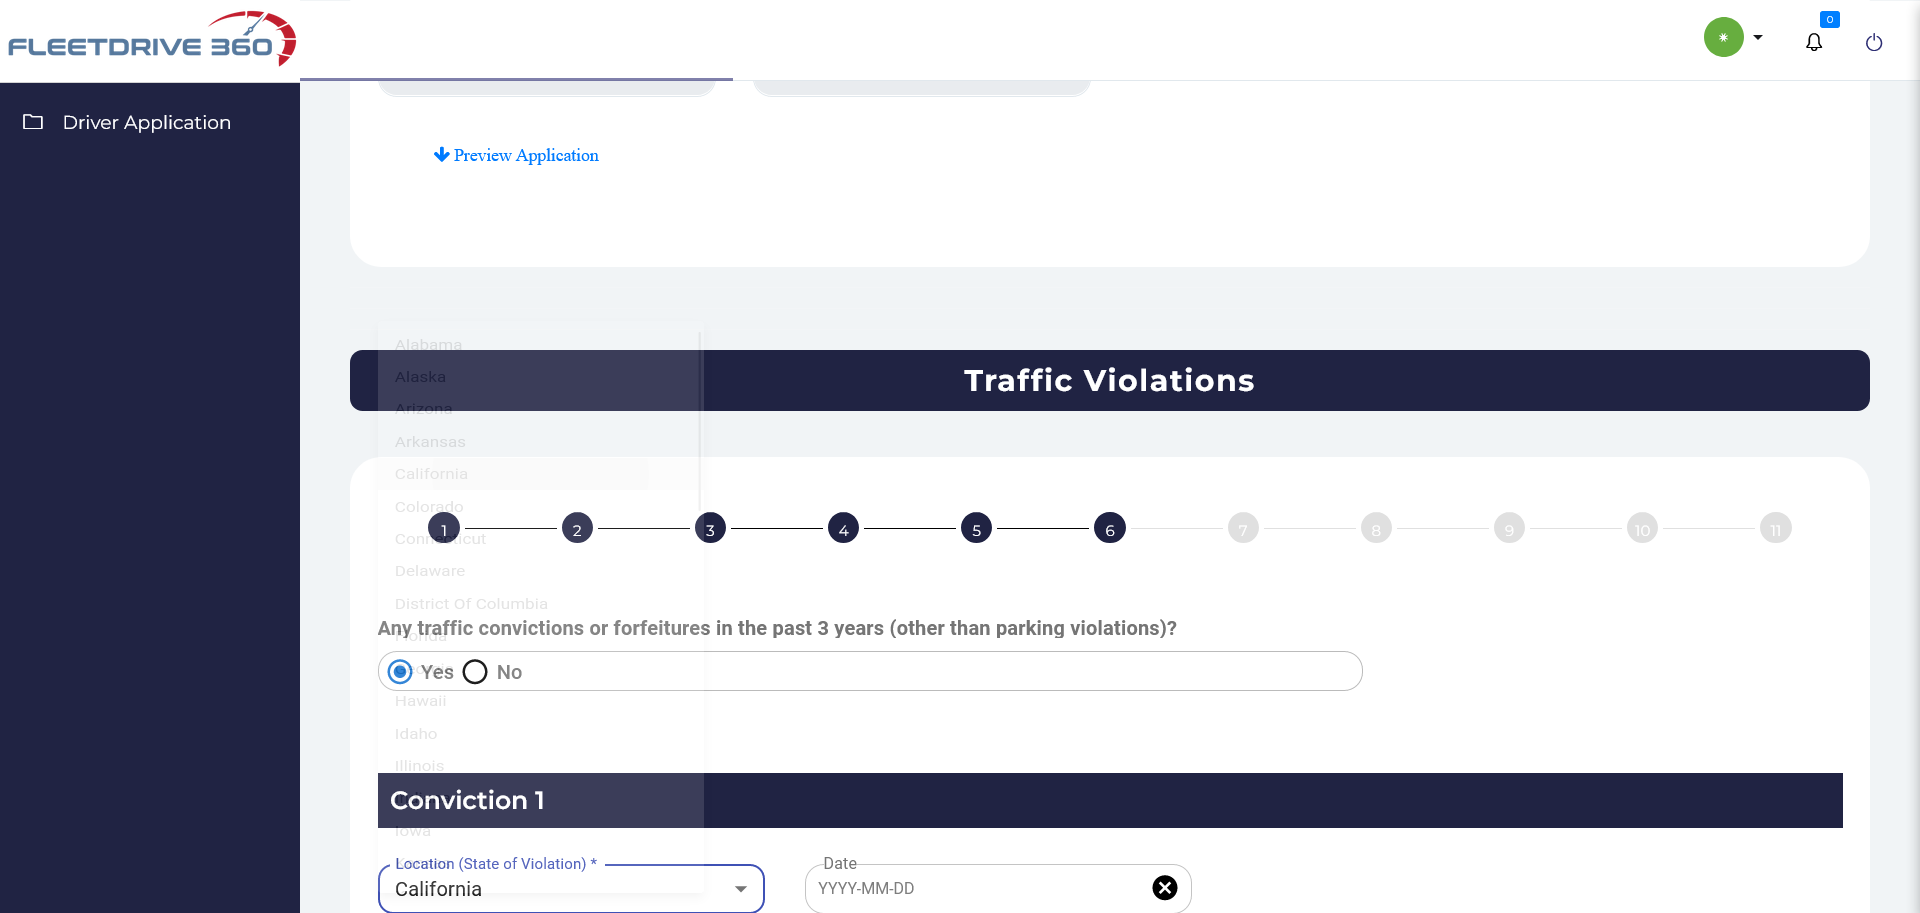 FLEETDRIVE 360
0
Driver Application
Preview Application
Traffic Violations
Alabama
Alaska
Arizona
Arkansas
California
Colorado
Connecticut
Delaware
District Of Columbia
Florida
Georgia
Hawaii
Idaho
Illinois
Iowa
1 2 3 4 5 6 7 8 9 10 11
Any traffic convictions or forfeitures in the past 3 years (other than parking violations)?
Yes No
Conviction 1
Location (State of Violation) *
California
Date
YYYY-MM-DD